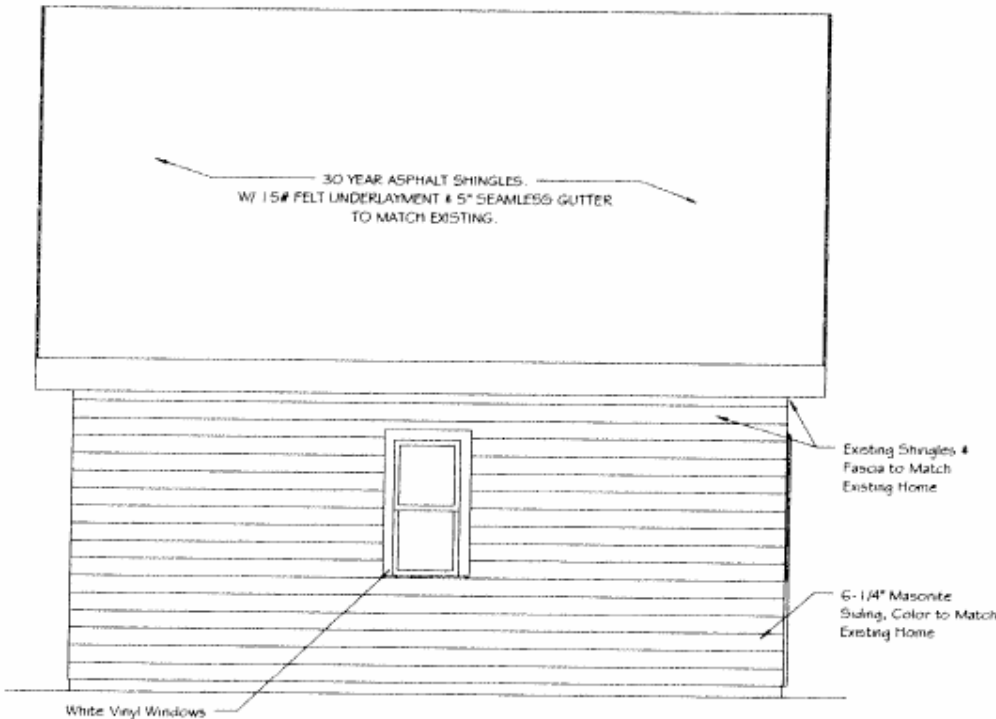 30 YEAR ASPHALT SHINGLES.
W/ 15# FELT UNDERLAYMENT & 5" SEAMLESS GUTTER
TO MATCH EXISTING.
Existing Shingles &
Fascia to Match
Existing Home
6-1/4" Masonite
Siding, Color to Match
Existing Home
White Vinyl Windows